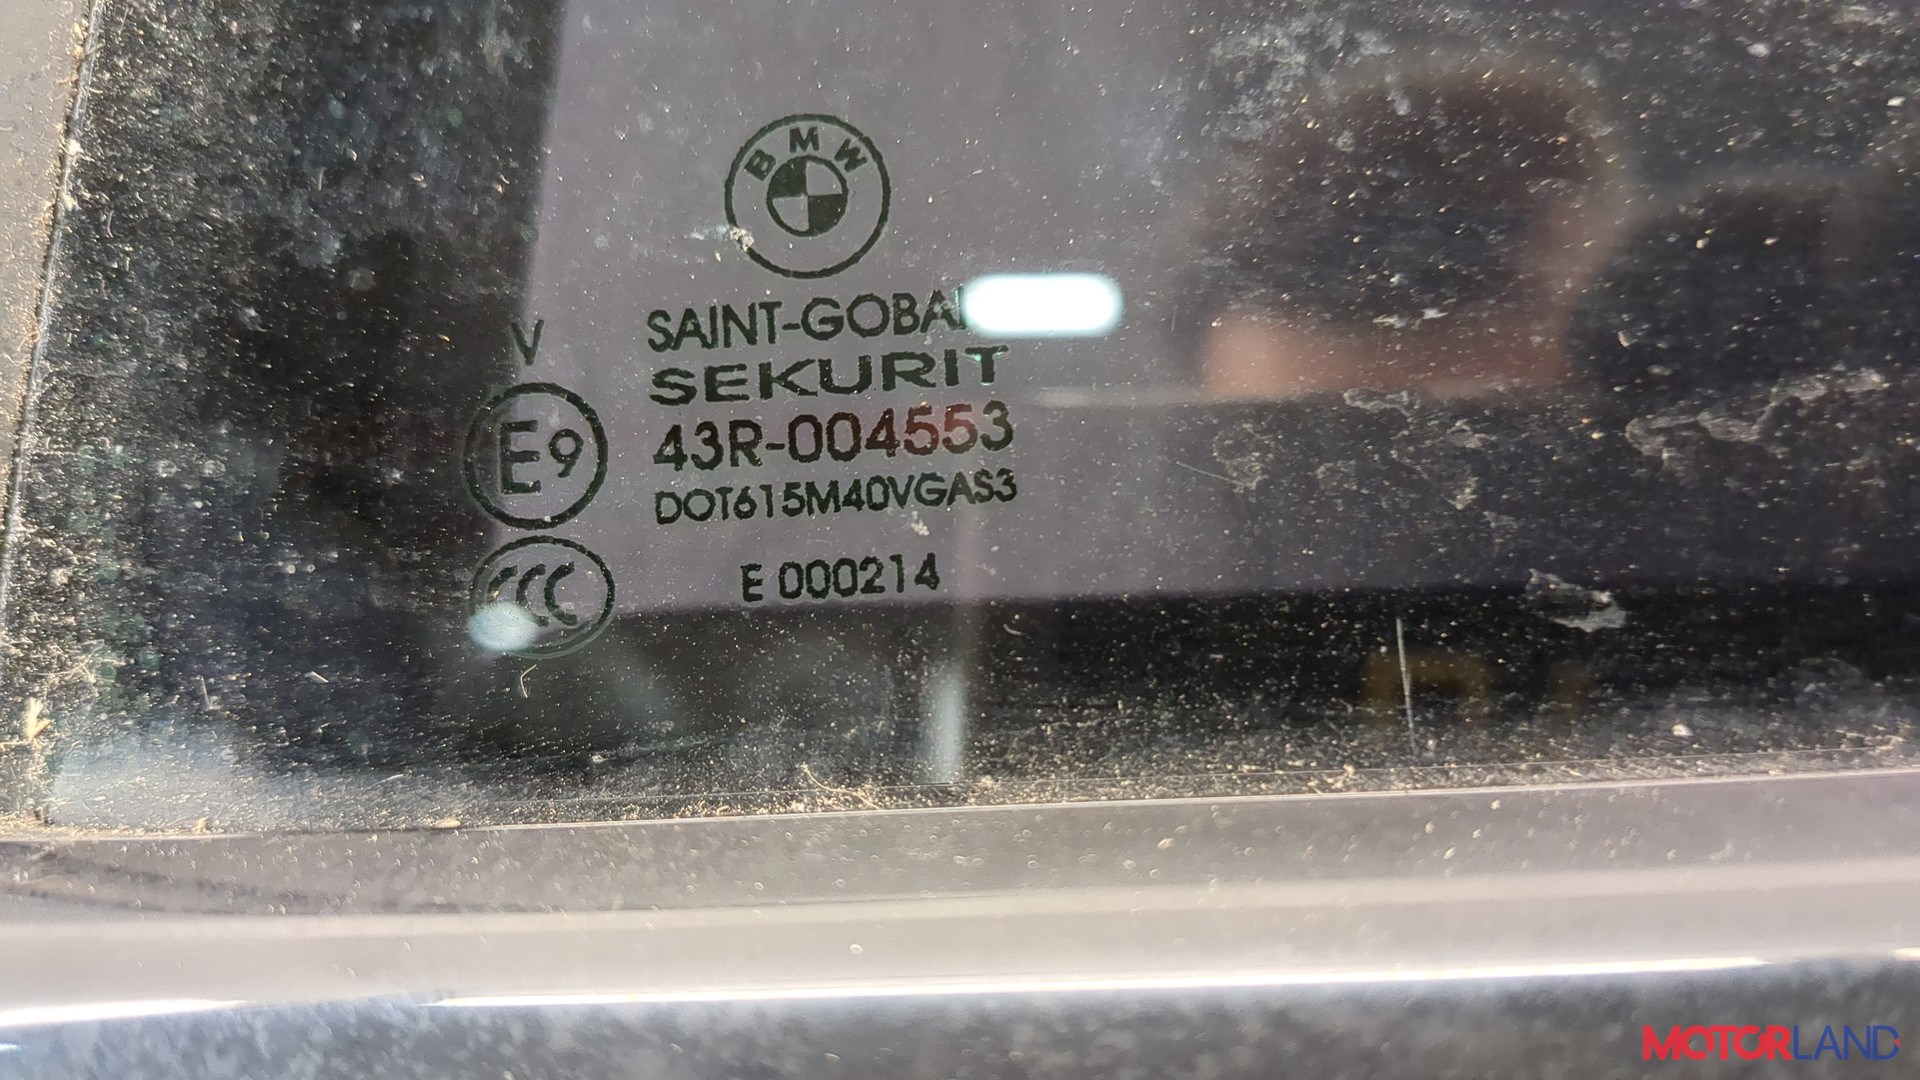 BMW
SAINT-GOBA
SEKURIT
V
E9
43R-004553
DOT615M40VGAS3
CCC
E 000214
MOTORLAND